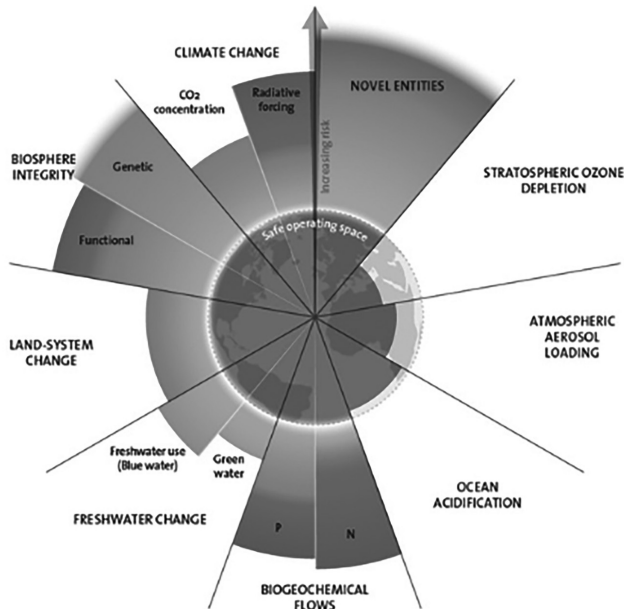 CLIMATE CHANGE
CO2
concentration
Radiative
forcing
Increasing risk
NOVEL ENTITIES
STRATOSPHERIC OZONE
DEPLETION
ATMOSPHERIC
AEROSOL
LOADING
OCEAN
ACIDIFICATION
BIOGEOCHEMICAL
FLOWS
P
N
FRESHWATER CHANGE
Freshwater use
(Blue water)
Green
water
LAND-SYSTEM
CHANGE
BIOSPHERE
INTEGRITY
Genetic
Functional
Safe operating space